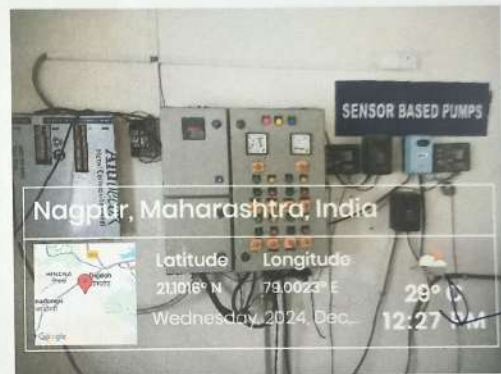 SENSOR BASED PUMPS
Nagpur, Maharashtra, India
Latitude Longitude
21.1016° N 79.0023° E
Wednesday, 2024, Dec,
29° C
12:27 PM
Google